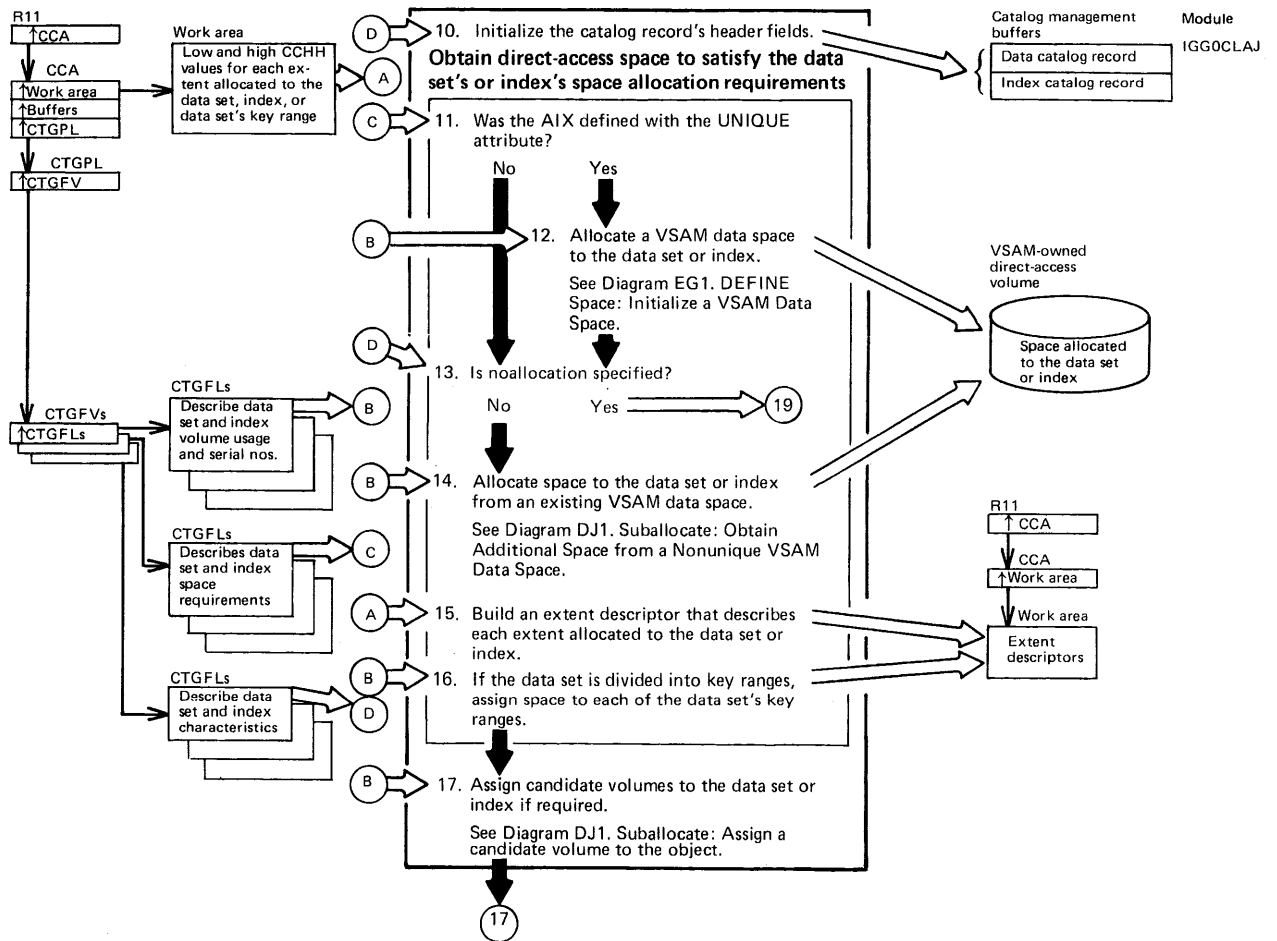 R11
↑CCA
CCA
↑Work area
↑Buffers
↑CTGPL
CTGPL
↑CTGFV
Work area
Low and high CCHH
values for each ex-
tent allocated to the
data set, index, or
data set's key range
A
D
10. Initialize the catalog record's header fields.
Obtain direct-access space to satisfy the data
set's or index's space allocation requirements
Catalog management
buffers
Data catalog record
Index catalog record
Module
IGG0CLAJ
C
11. Was the AIX defined with the UNIQUE
attribute?
No Yes
B
12. Allocate a VSAM data space
to the data set or index.
See Diagram EG1. DEFINE
Space: Initialize a VSAM Data
Space.
VSAM-owned
direct-access
volume
Space allocated
to the data set
or index
D
13. Is noallocation specified?
No Yes
19
CTGFVs
↑CTGFLs
CTGFLs
Describe data
set and index
volume usage
and serial nos.
B
B
14. Allocate space to the data set or index
from an existing VSAM data space.
See Diagram DJ1. Suballocate: Obtain
Additional Space from a Nonunique VSAM
Data Space.
CTGFLs
Describes data
set and index
space
requirements
C
R11
↑ CCA
CCA
↑Work area
Work area
Extent
descriptors
A
15. Build an extent descriptor that describes
each extent allocated to the data set or
index.
B
16. If the data set is divided into key ranges,
assign space to each of the data set's key
ranges.
CTGFLs
Describe data
set and index
characteristics
D
B
17. Assign candidate volumes to the data set or
index if required.
See Diagram DJ1. Suballocate: Assign a
candidate volume to the object.
17